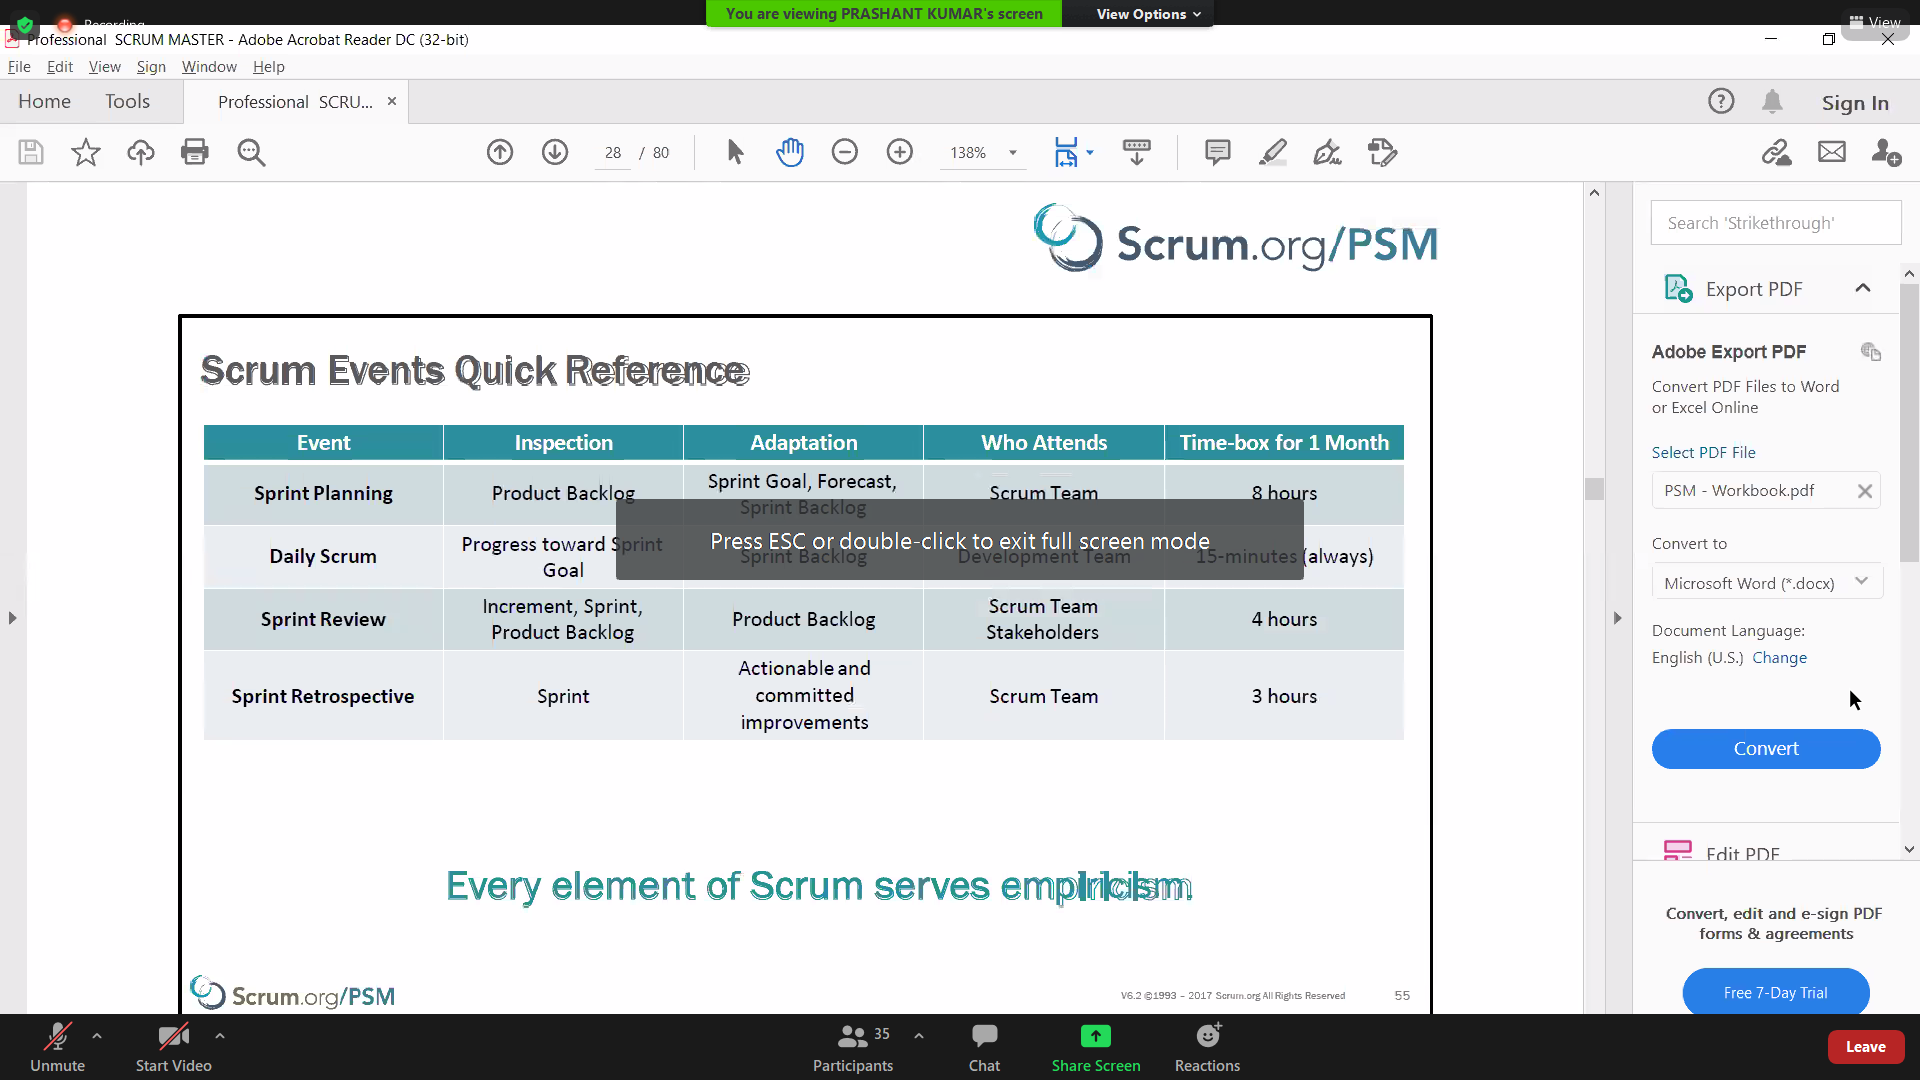 Recording
You are viewing PRASHANT KUMAR's screen
View Options
View
Professional SCRUM MASTER - Adobe Acrobat Reader DC (32-bit)
File Edit View Sign Window Help
Home Tools Professional SCRU... Sign In
28 / 80 138%
Scrum.org/PSM
Search 'Strikethrough'
Export PDF
Adobe Export PDF
Convert PDF Files to Word
or Excel Online
Select PDF File
PSM - Workbook.pdf
Convert to
Microsoft Word (*.docx)
Document Language:
English (U.S.) Change
Convert
Edit PDF
Convert, edit and e-sign PDF
forms & agreements
Free 7-Day Trial
Scrum Events Quick Reference
Event Inspection Adaptation Who Attends Time-box for 1 Month
Sprint Planning Product Backlog Sprint Goal, Forecast, Sprint Backlog Scrum Team 8 hours
Press ESC or double-click to exit full screen mode
Daily Scrum Progress toward Sprint Goal Sprint Backlog Development Team 15-minutes (always)
Sprint Review Increment, Sprint, Product Backlog Product Backlog Scrum Team Stakeholders 4 hours
Sprint Retrospective Sprint Actionable and committed improvements Scrum Team 3 hours
Every element of Scrum serves empiricism.
Scrum.org/PSM
V6.2 ©1993 – 2017 Scrum.org All Rights Reserved 55
Unmute Start Video Participants 35 Chat Share Screen Reactions Leave